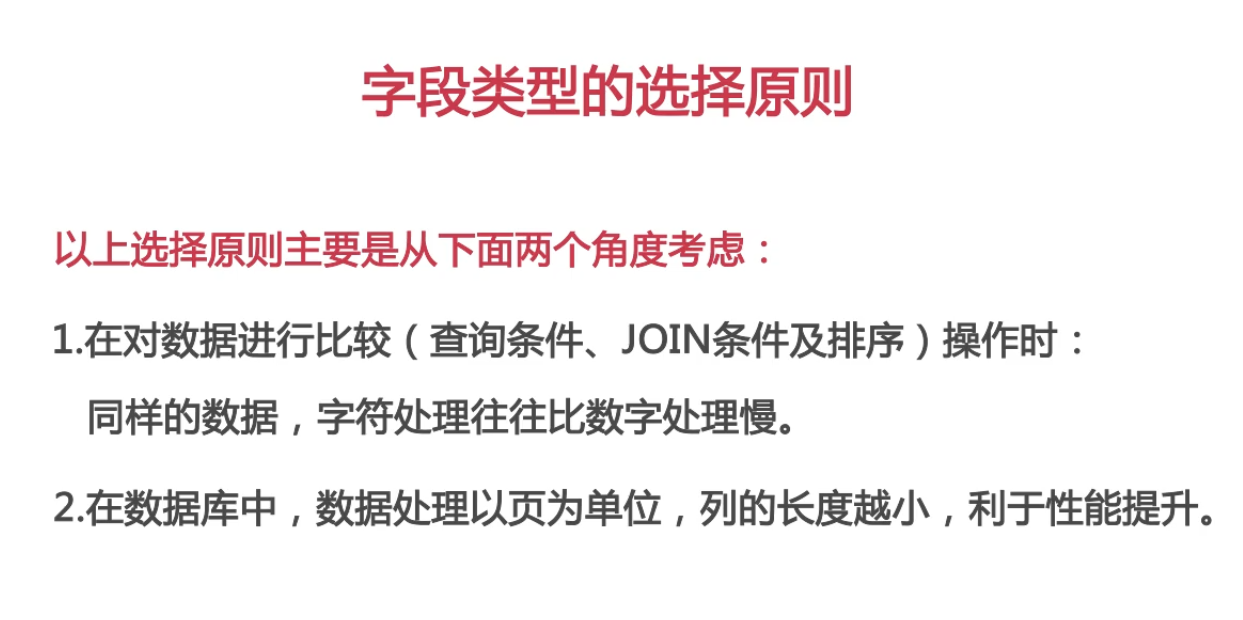 字段类型的选择原则
以上选择原则主要是从下面两个角度考虑：
1.在对数据进行比较（查询条件、JOIN条件及排序）操作时：
同样的数据，字符处理往往比数字处理慢。
2.在数据库中，数据处理以页为单位，列的长度越小，利于性能提升。